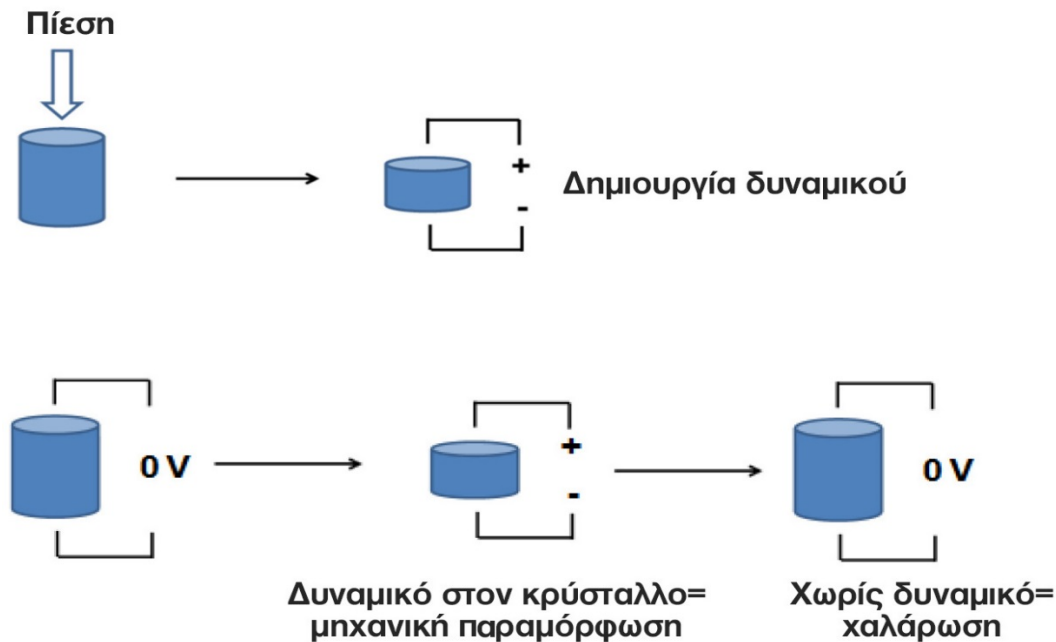 Πίεση
+
Δημιουργία δυναμικού
-
0 V
+
-
0 V
Δυναμικό στον κρύσταλλο=
μηχανική παραμόρφωση
Χωρίς δυναμικό=
χαλάρωση